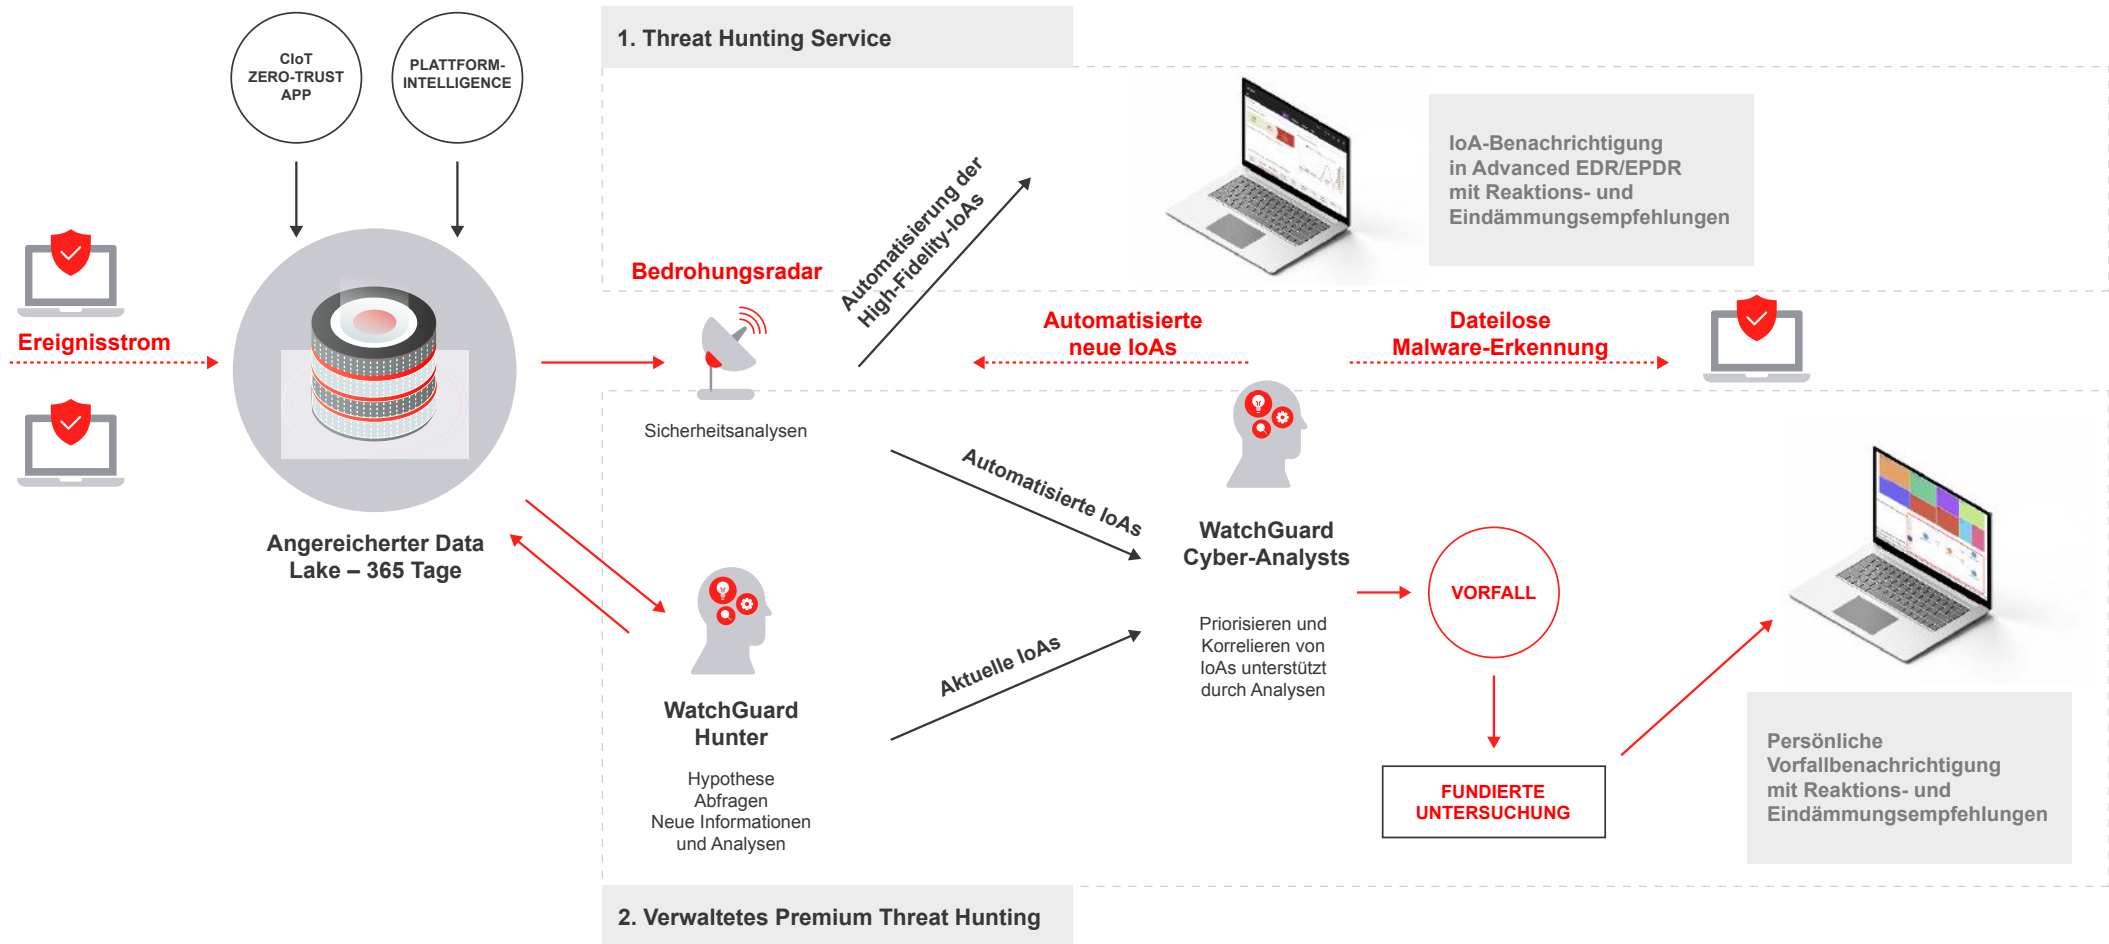 1. Threat Hunting Service
CIoT
ZERO-TRUST
APP
PLATTFORM-
INTELLIGENCE
IoA-Benachrichtigung
in Advanced EDR/EPDR
mit Reaktions- und
Eindämmungsempfehlungen
Automatisierung der
High-Fidelity-IoAs
Bedrohungsradar
Ereignisstrom
Automatisierte
neue IoAs
Dateilose
Malware-Erkennung
Sicherheitsanalysen
Angereicherter Data
Lake – 365 Tage
Automatisierte IoAs
WatchGuard
Cyber-Analysts
Priorisieren und
Korrelieren von
IoAs unterstützt
durch Analysen
VORFALL
Aktuelle IoAs
WatchGuard
Hunter
Hypothese
Abfragen
Neue Informationen
und Analysen
FUNDIERTE
UNTERSUCHUNG
Persönliche
Vorfallbenachrichtigung
mit Reaktions- und
Eindämmungsempfehlungen
2. Verwaltetes Premium Threat Hunting